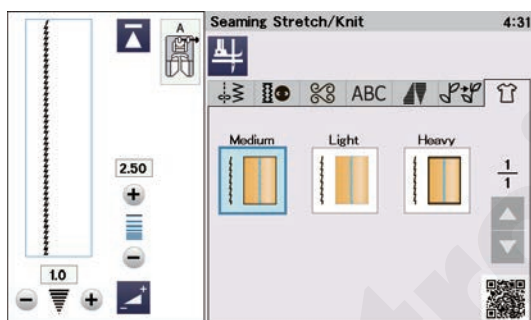 Seaming Stretch/Knit 4:31
A
ABC
Medium Light Heavy
2.50
1
1
1.0